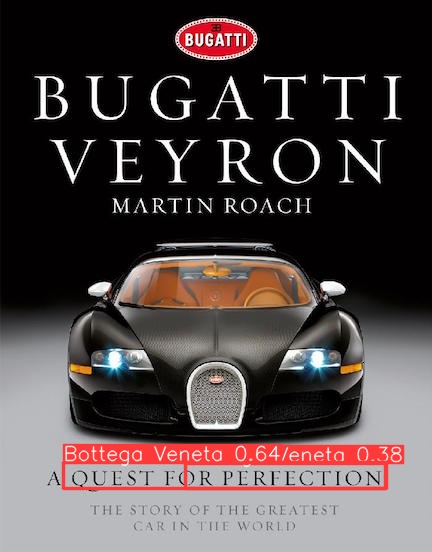 BUGATTI
BUGATTI
VEYRON
MARTIN ROACH
Bottega Veneta 0.64/eneta 0.38
A QUEST FOR PERFECTION
THE STORY OF THE GREATEST
CAR IN THE WORLD